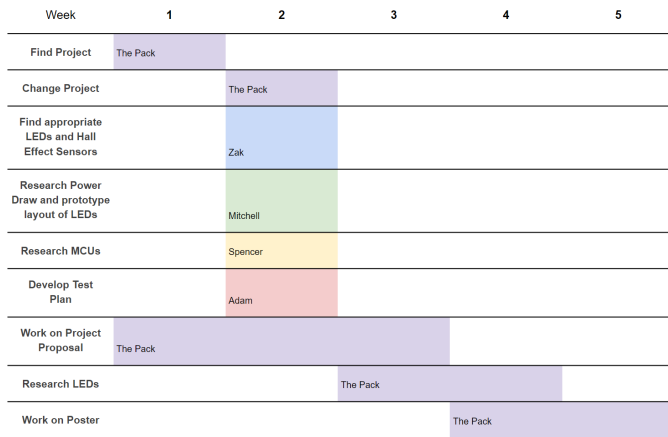 Week 1 2 3 4 5
Find Project The Pack
Change Project The Pack
Find appropriate
LEDs and Hall
Effect Sensors Zak
Research Power
Draw and prototype
layout of LEDs Mitchell
Research MCUs Spencer
Develop Test
Plan Adam
Work on Project
Proposal The Pack
Research LEDs The Pack
Work on Poster The Pack